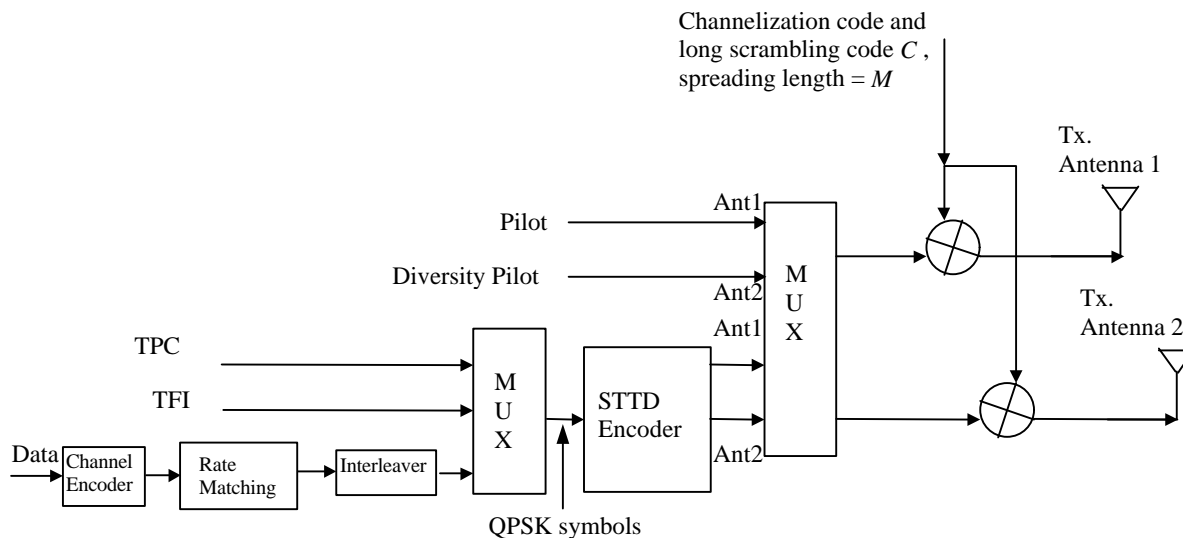 Channelization code and
long scrambling code C ,
spreading length = M
Tx.
Antenna 1
Ant1
Pilot
Diversity Pilot
Ant2
M
U
X
Tx.
Antenna 2
Ant1
TPC
TFI
M
U
X
STTD
Encoder
Ant2
Data
Channel
Encoder
Rate
Matching
Interleaver
QPSK symbols